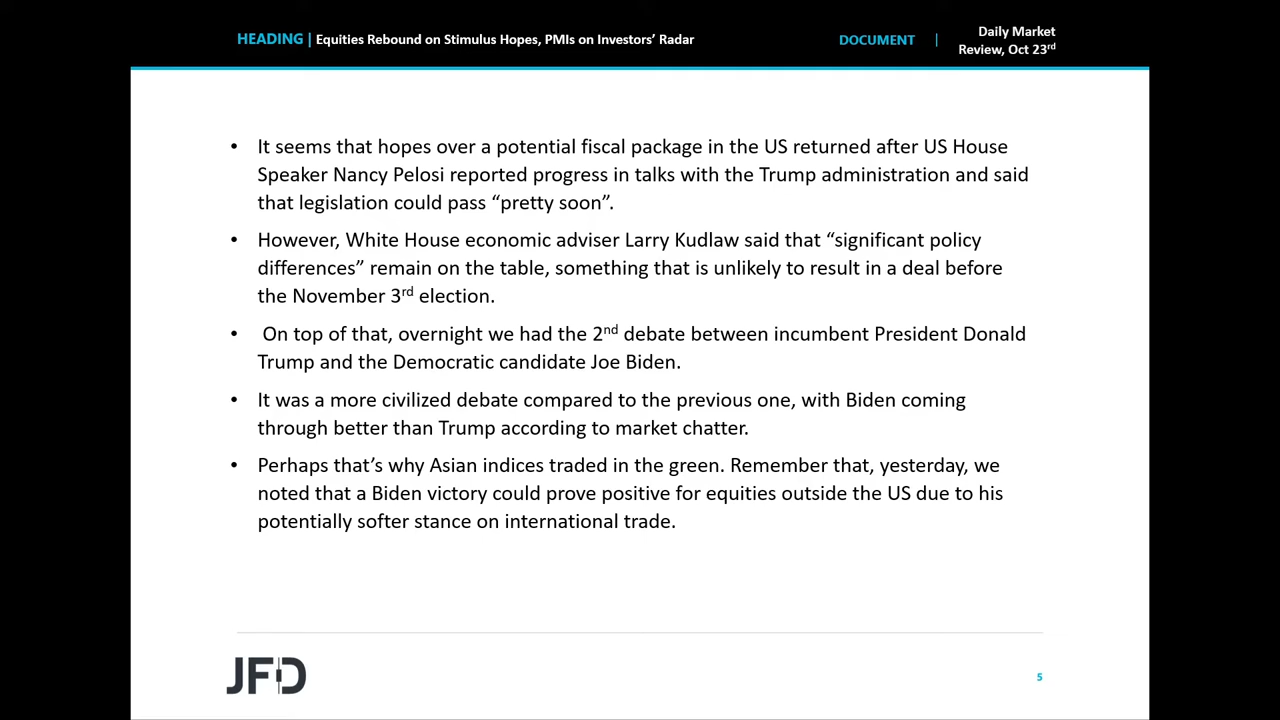 HEADING | Equities Rebound on Stimulus Hopes, PMIs on Investors' Radar
DOCUMENT |
Daily Market
Review, Oct 23rd
• It seems that hopes over a potential fiscal package in the US returned after US House
Speaker Nancy Pelosi reported progress in talks with the Trump administration and said
that legislation could pass “pretty soon”.
• However, White House economic adviser Larry Kudlaw said that “significant policy
differences” remain on the table, something that is unlikely to result in a deal before
the November 3rd election.
• On top of that, overnight we had the 2nd debate between incumbent President Donald
Trump and the Democratic candidate Joe Biden.
• It was a more civilized debate compared to the previous one, with Biden coming
through better than Trump according to market chatter.
• Perhaps that’s why Asian indices traded in the green. Remember that, yesterday, we
noted that a Biden victory could prove positive for equities outside the US due to his
potentially softer stance on international trade.
JFD
5